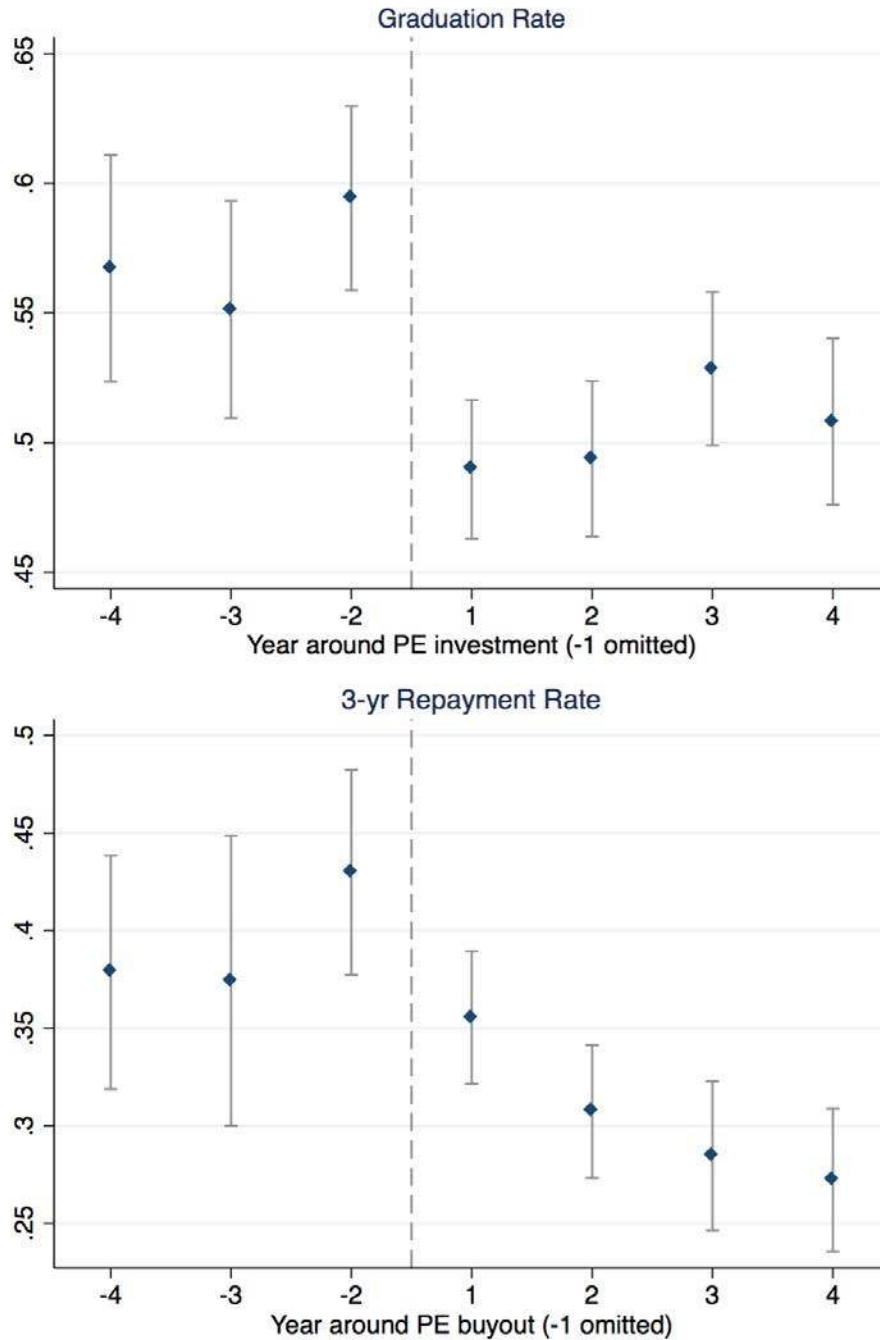 Graduation Rate
.65
.6
.55
.5
.45
-4 -3 -2 1 2 3 4
Year around PE investment (-1 omitted)
3-yr Repayment Rate
.5
.45
.4
.35
.3
.25
-4 -3 -2 1 2 3 4
Year around PE buyout (-1 omitted)